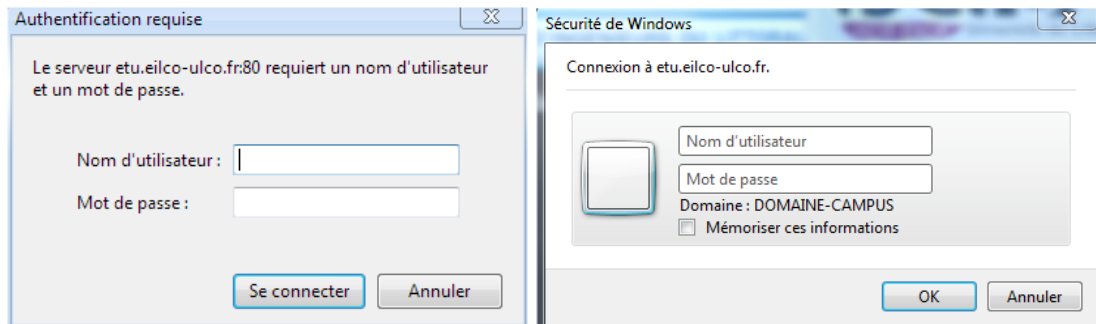 Authentification requise
Le serveur etu.eilco-ulco.fr:80 requiert un nom d'utilisateur
et un mot de passe.
Nom d'utilisateur :
Mot de passe :
Se connecter
Annuler
Sécurité de Windows
Connexion à etu.eilco-ulco.fr.
Nom d'utilisateur
Mot de passe
Domaine : DOMAINE-CAMPUS
Mémoriser ces informations
OK
Annuler